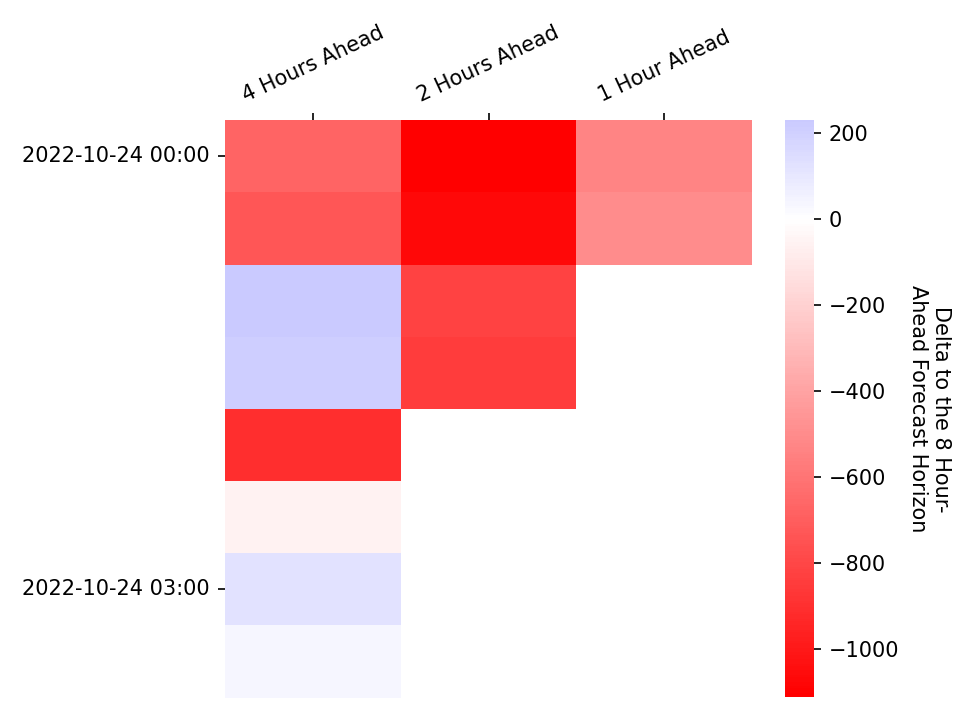 4 Hours Ahead
2 Hours Ahead
1 Hour Ahead
2022-10-24 00:00
2022-10-24 03:00
200
0
−200
−400
−600
−800
−1000
Delta to the 8 Hour-
Ahead Forecast Horizon